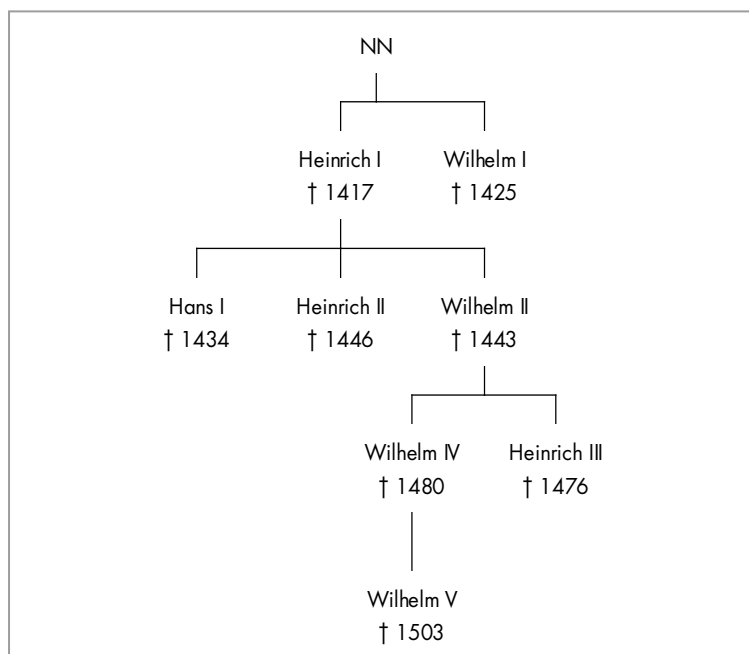 NN
Heinrich I Wilhelm I
† 1417 † 1425
Hans I Heinrich II Wilhelm II
† 1434 † 1446 † 1443
Wilhelm IV Heinrich III
† 1480 † 1476
Wilhelm V
† 1503